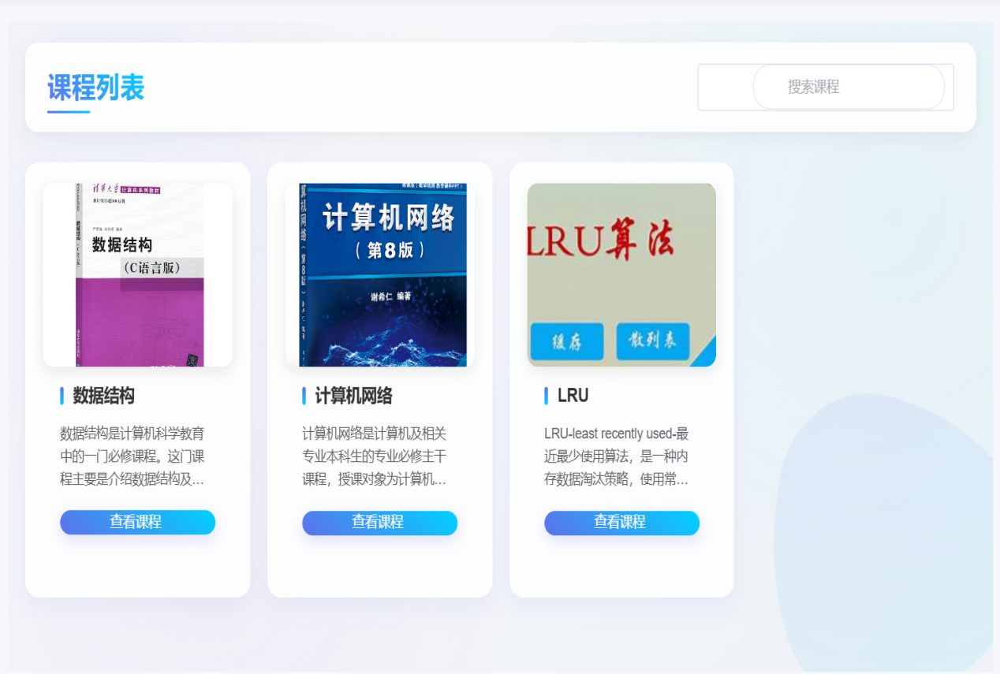 课程列表
搜索课程
清华大学 计算机系列教材
数据结构
(C语言版)
计算机网络
(第8版)
谢希仁 编著
LRU算法
缓存
散列表
数据结构
数据结构是计算机科学教育
中的一门必修课程。这门课
程主要是介绍数据结构及...
查看课程
计算机网络
计算机网络是计算机及相关
专业本科生的专业必修主干
课程，授课对象为计算机...
查看课程
LRU
LRU-least recently used-最
近最少使用算法，是一种内
存数据淘汰策略，使用常...
查看课程